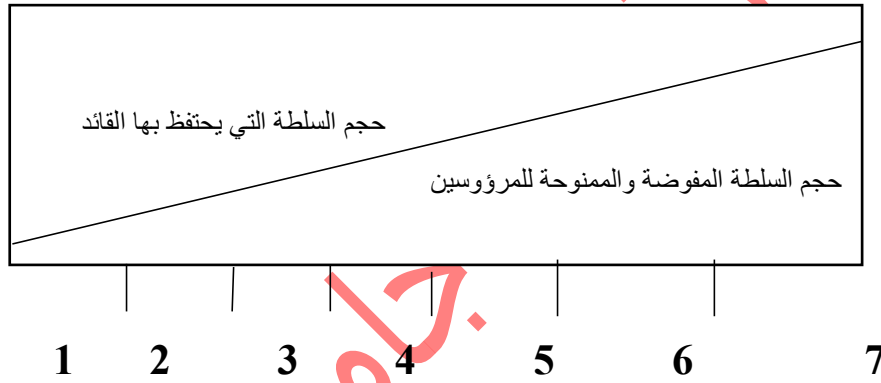 حجم السلطة التي يحتفظ بها القائد
حجم السلطة المفوضة والممنوحة للمرؤوسين
1 2 3 4 5 6 7